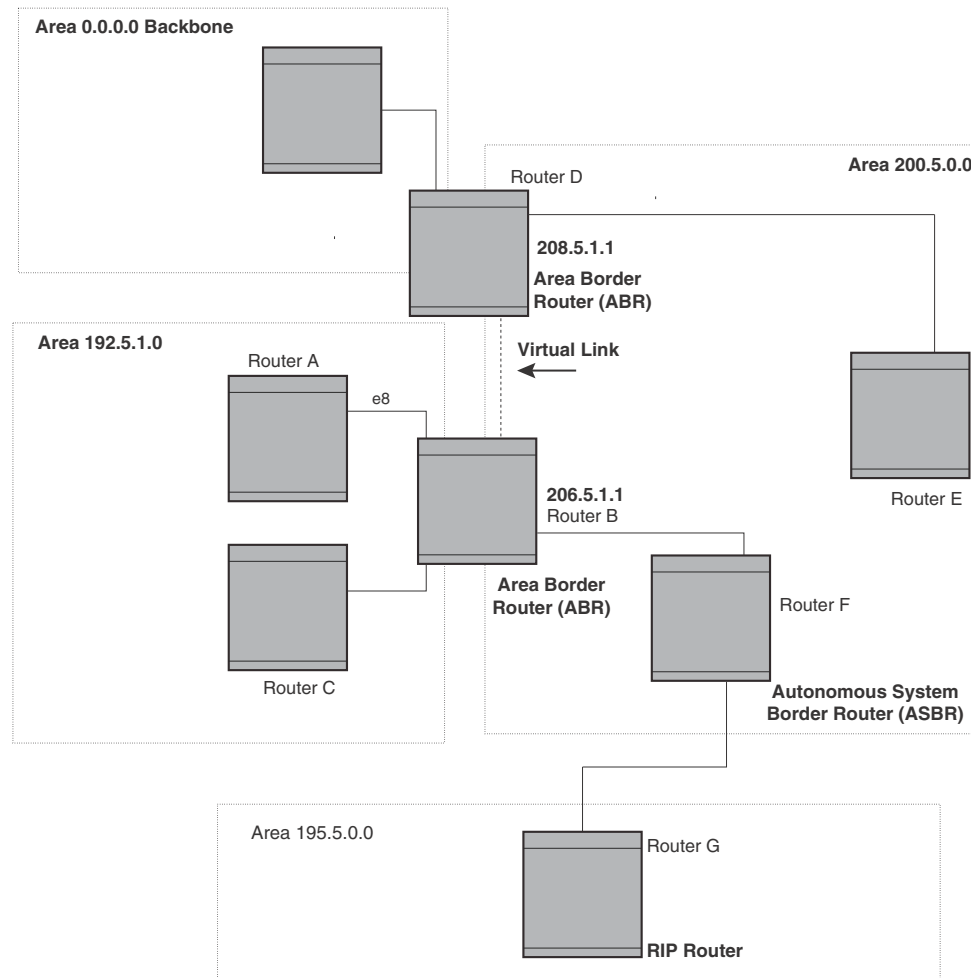 Area 0.0.0.0 Backbone
Area 200.5.0.0
Router D
208.5.1.1
Area Border
Router (ABR)
Area 192.5.1.0
Virtual Link
Router A
e8
206.5.1.1
Router B
Router E
Area Border
Router (ABR)
Router F
Router C
Autonomous System
Border Router (ASBR)
Area 195.5.0.0
Router G
RIP Router